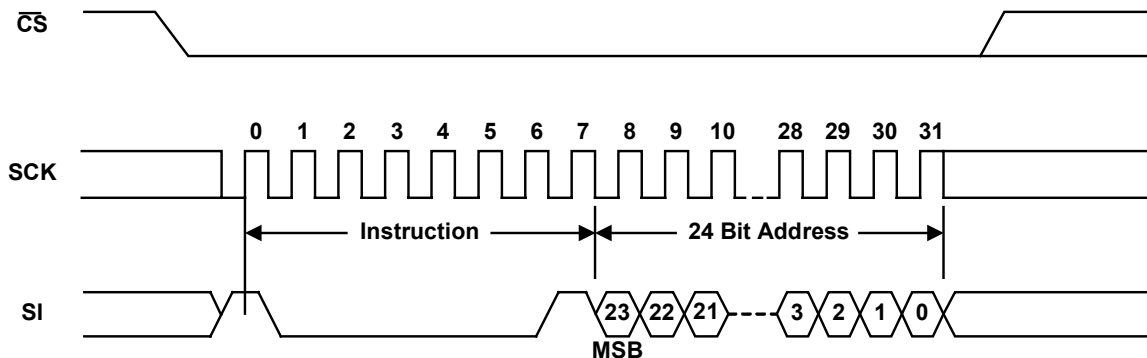 CS
0 1 2 3 4 5 6 7 8 9 10 28 29 30 31
SCK
Instruction 24 Bit Address
SI 23 22 21 3 2 1 0
MSB